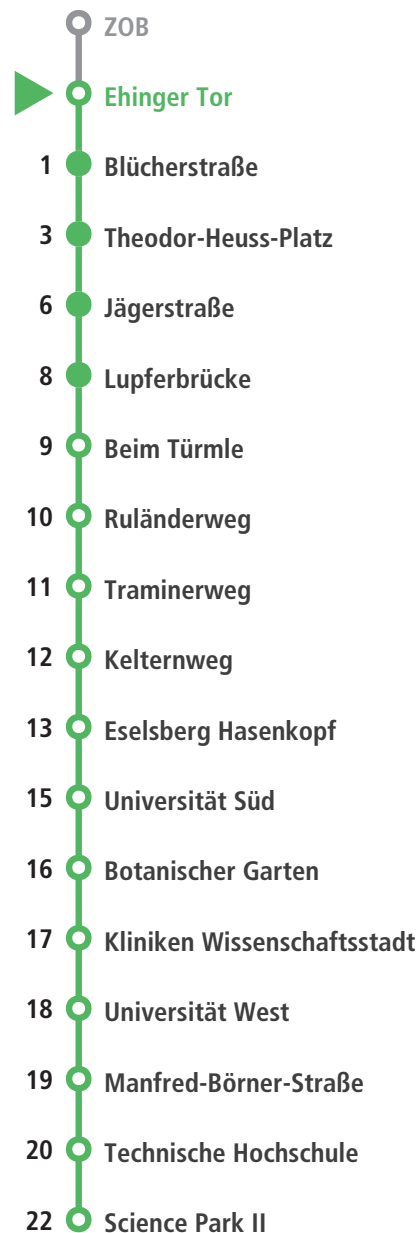 ZOB
Ehinger Tor
1 Blücherstraße
3 Theodor-Heuss-Platz
6 Jägerstraße
8 Lupferbrücke
9 Beim Türmle
10 Ruländerweg
11 Traminerweg
12 Kelternweg
13 Eselsberg Hasenkopf
15 Universität Süd
16 Botanischer Garten
17 Kliniken Wissenschaftsstadt
18 Universität West
19 Manfred-Börner-Straße
20 Technische Hochschule
22 Science Park II